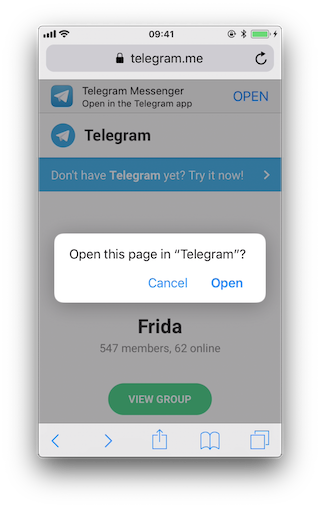 09:41
telegram.me
Telegram Messenger
OPEN
Open in the Telegram app
Telegram
Don't have Telegram yet? Try it now!
Open this page in “Telegram”?
Cancel Open
Frida
547 members, 62 online
VIEW GROUP